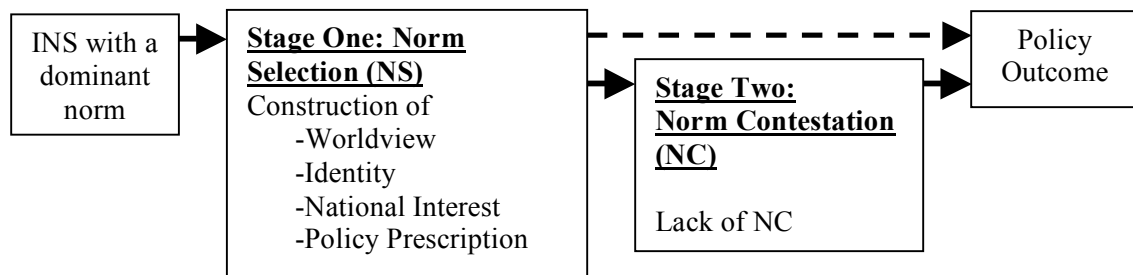 INS with a
dominant
norm
Stage One: Norm
Selection (NS)
Construction of
-Worldview
-Identity
-National Interest
-Policy Prescription
Stage Two:
Norm Contestation
(NC)
Lack of NC
Policy
Outcome